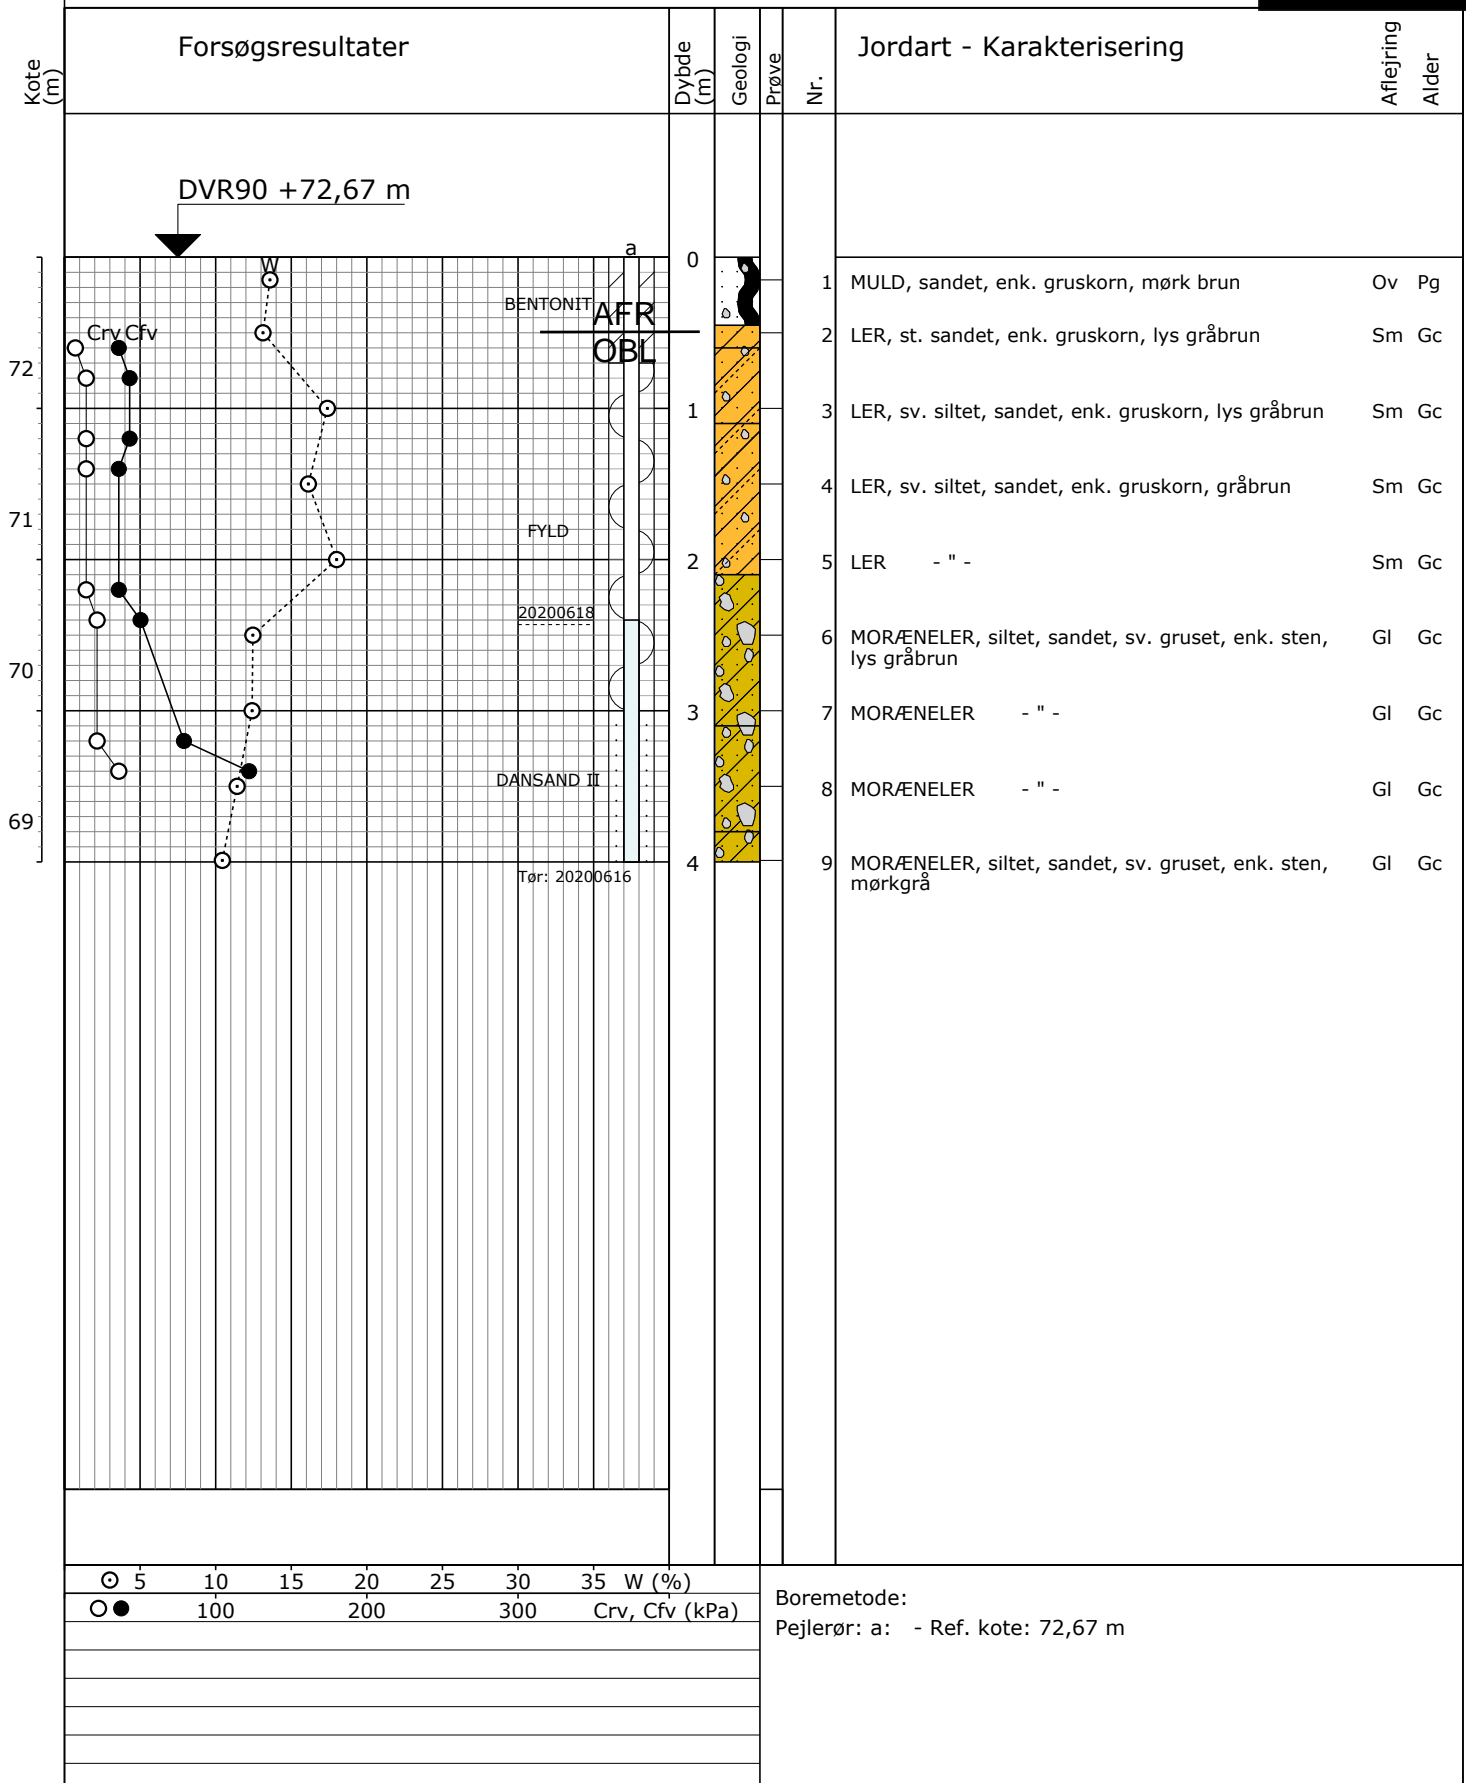 Kote (m)
Forsøgsresultater
Dybde (m)
Geologi
Prøve
Nr.
Jordart - Karakterisering
Aflejring
Alder
DVR90 +72,67 m
a
W
0
BENTONIT
AFR
OBL
Crv Cfv
72
1
71
FYLD
2
20200618
70
3
DANSAND II
69
4
Tør: 20200616
1 MULD, sandet, enk. gruskorn, mørk brun Ov Pg
2 LER, st. sandet, enk. gruskorn, lys gråbrun Sm Gc
3 LER, sv. siltet, sandet, enk. gruskorn, lys gråbrun Sm Gc
4 LER, sv. siltet, sandet, enk. gruskorn, gråbrun Sm Gc
5 LER - " - Sm Gc
6 MORÆNELER, siltet, sandet, sv. gruset, enk. sten, Gl Gc
lys gråbrun
7 MORÆNELER - " - Gl Gc
8 MORÆNELER - " - Gl Gc
9 MORÆNELER, siltet, sandet, sv. gruset, enk. sten, Gl Gc
mørkgrå
5 10 15 20 25 30 35 W (%)
100 200 300 Crv, Cfv (kPa)
Boremetode:
Pejlerør: a: - Ref. kote: 72,67 m